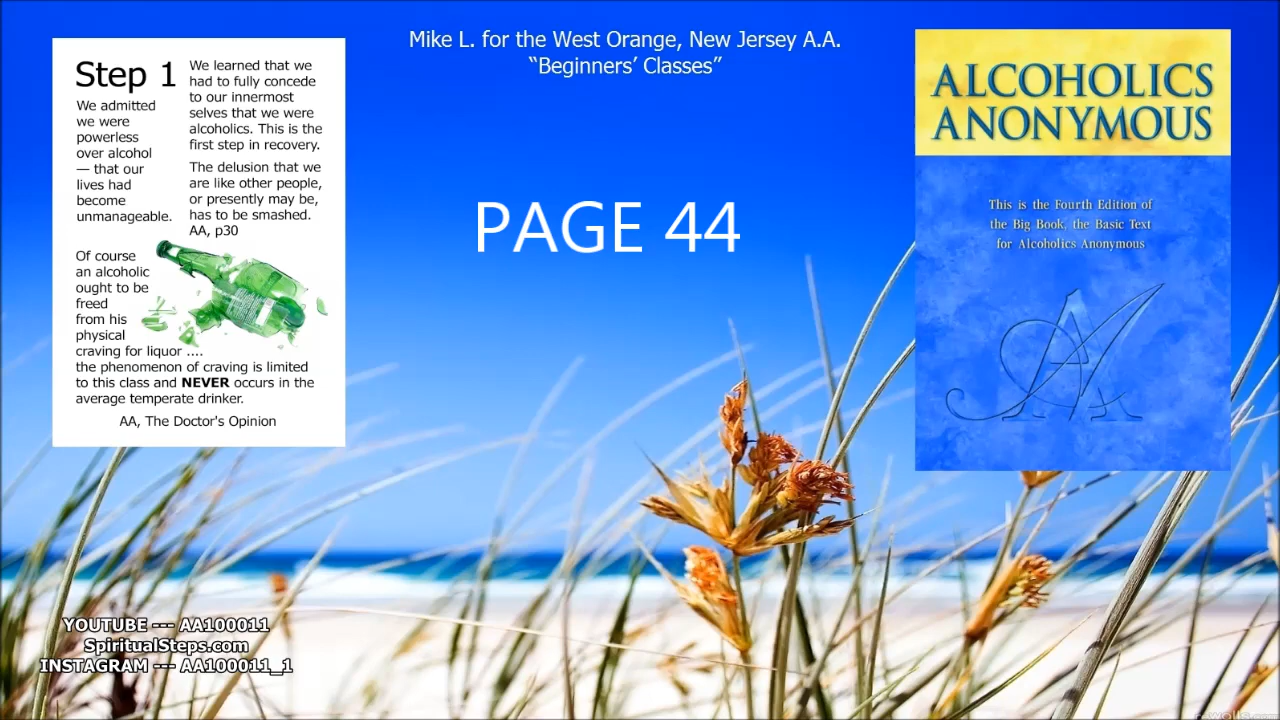 Mike L. for the West Orange, New Jersey A.A.
“Beginners’ Classes”
Step 1
We admitted
we were
powerless
over alcohol
— that our
lives had
become
unmanageable.
We learned that we
had to fully concede
to our innermost
selves that we were
alcoholics. This is the
first step in recovery.
The delusion that we
are like other people,
or presently may be,
has to be smashed.
AA, p30
Of course
an alcoholic
ought to be
freed
from his
physical
craving for liquor ....
the phenomenon of craving is limited
to this class and NEVER occurs in the
average temperate drinker.
AA, The Doctor's Opinion
PAGE 44
ALCOHOLICS
ANONYMOUS
This is the Fourth Edition of
the Big Book, the Basic Text
for Alcoholics Anonymous
AA
YOUTUBE --- AA100011
SpiritualSteps.com
INSTAGRAM --- AA100011_1